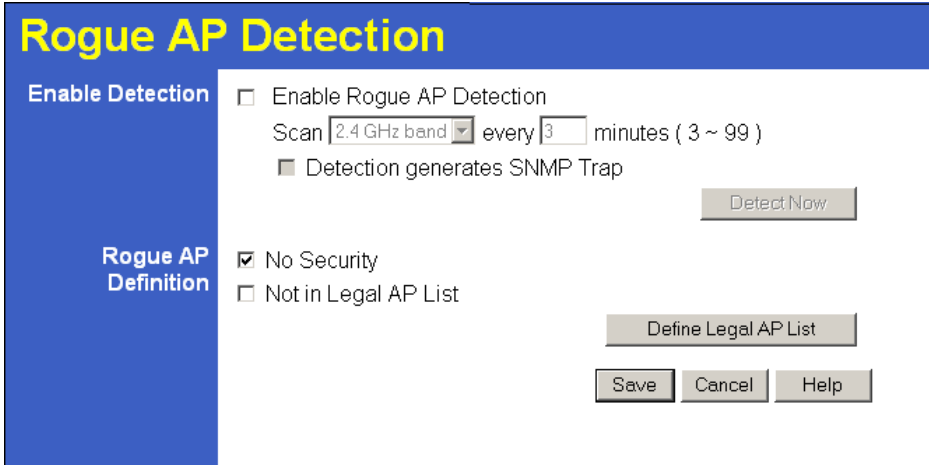 Rogue AP Detection
Enable Detection
Enable Rogue AP Detection
Scan 2.4 GHz band every 3 minutes ( 3 ~ 99 )
Detection generates SNMP Trap
Detect Now
Rogue AP
Definition
No Security
Not in Legal AP List
Define Legal AP List
Save Cancel Help